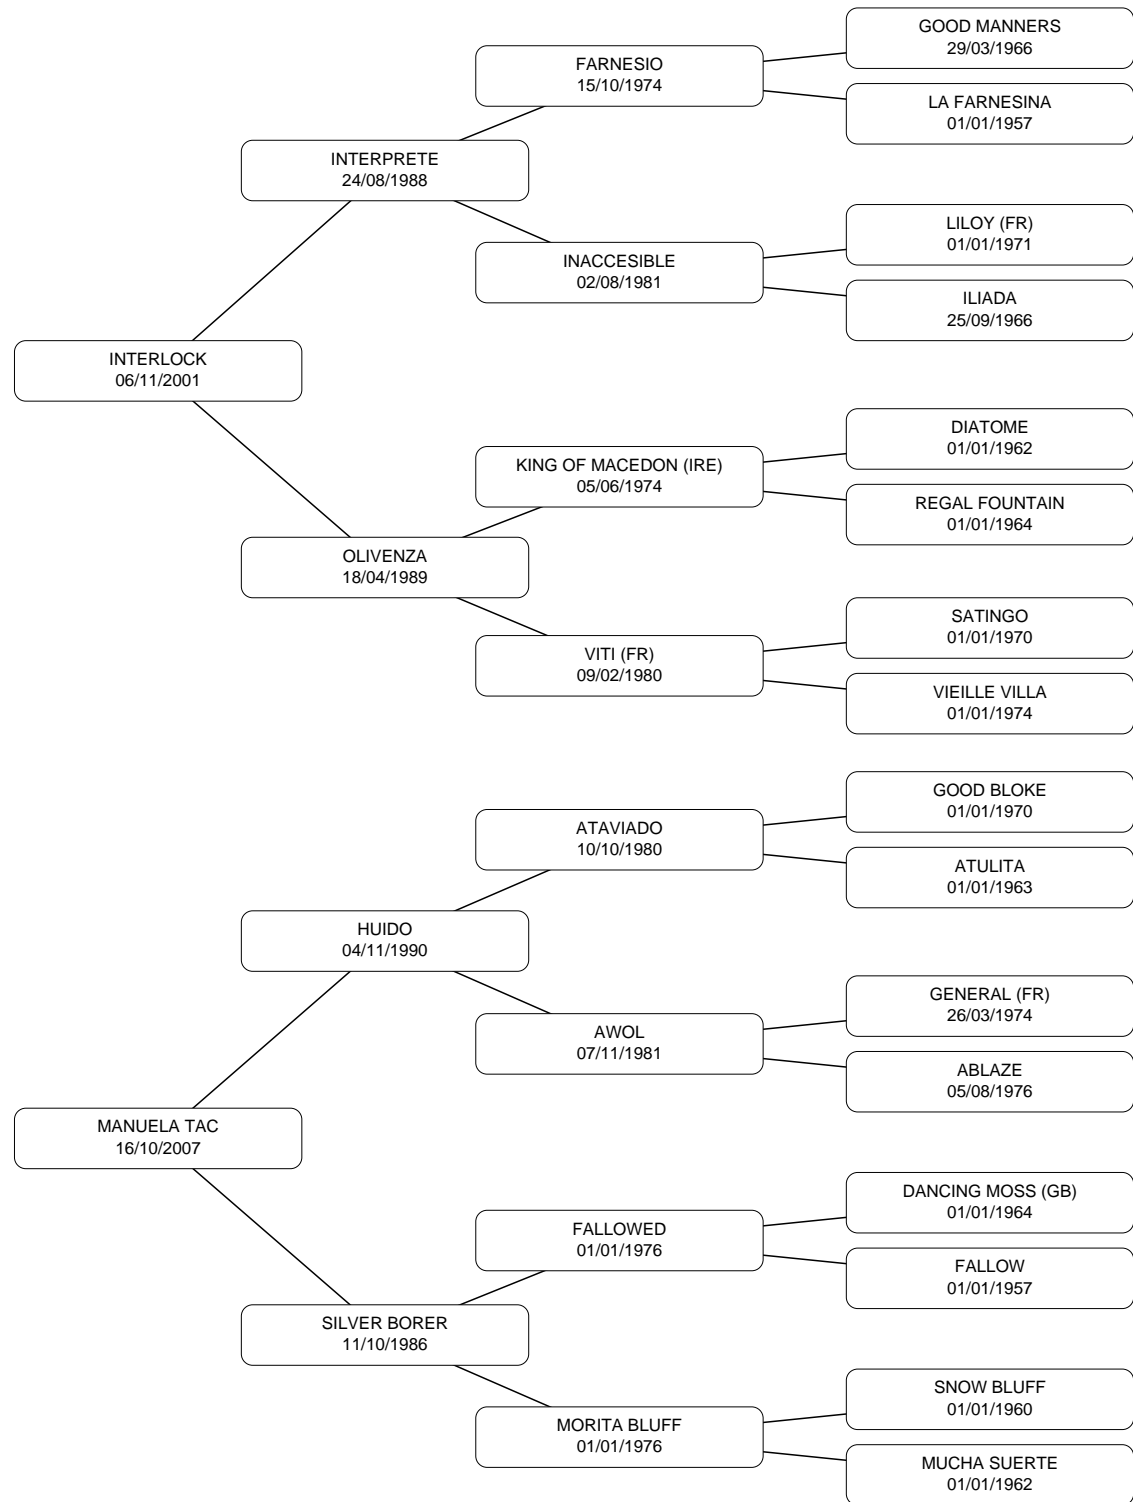 GOOD MANNERS
29/03/1966
FARNESIO
15/10/1974
LA FARNESINA
01/01/1957
INTERPRETE
24/08/1988
LILOY (FR)
01/01/1971
INACCESIBLE
02/08/1981
ILIADA
25/09/1966
INTERLOCK
06/11/2001
DIATOME
01/01/1962
KING OF MACEDON (IRE)
05/06/1974
REGAL FOUNTAIN
01/01/1964
OLIVENZA
18/04/1989
SATINGO
01/01/1970
VITI (FR)
09/02/1980
VIEILLE VILLA
01/01/1974
GOOD BLOKE
01/01/1970
ATAVIADO
10/10/1980
ATULITA
01/01/1963
HUIDO
04/11/1990
GENERAL (FR)
26/03/1974
AWOL
07/11/1981
ABLAZE
05/08/1976
MANUELA TAC
16/10/2007
DANCING MOSS (GB)
01/01/1964
FALLOWED
01/01/1976
FALLOW
01/01/1957
SILVER BORER
11/10/1986
SNOW BLUFF
01/01/1960
MORITA BLUFF
01/01/1976
MUCHA SUERTE
01/01/1962